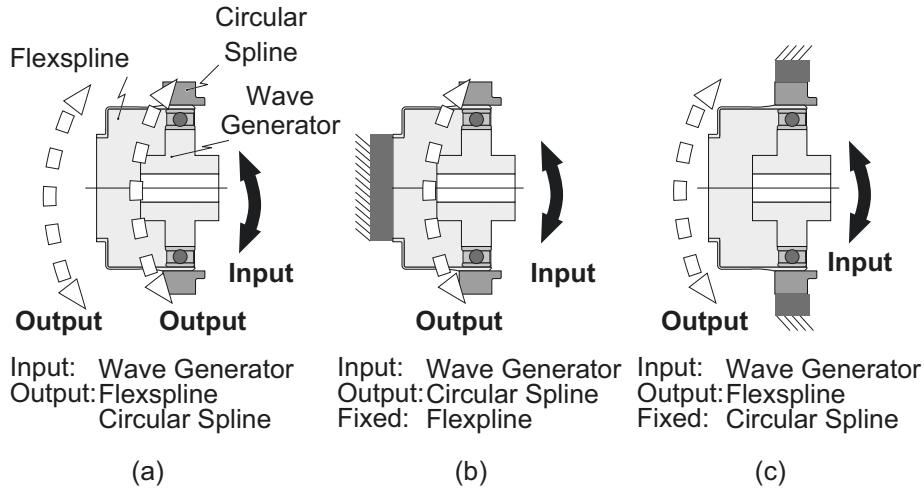 Circular
Spline
Flexspline
Wave
Generator
Input
Output
Output
Input:  Wave Generator
Output: Flexspline
Circular Spline
(a)
Input
Output
Input:  Wave Generator
Output: Circular Spline
Fixed:  Flexpline
(b)
Input
Output
Input:  Wave Generator
Output: Flexspline
Fixed:  Circular Spline
(c)